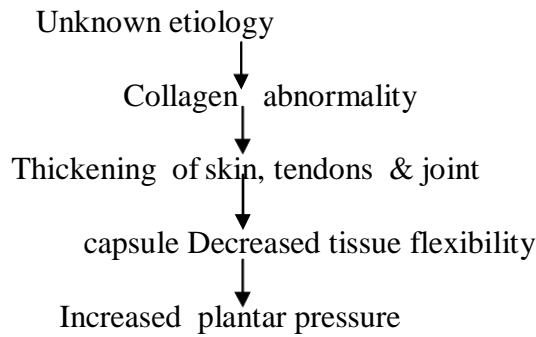 Unknown etiology
Collagen abnormality
Thickening of skin, tendons & joint
capsule Decreased tissue flexibility
Increased plantar pressure